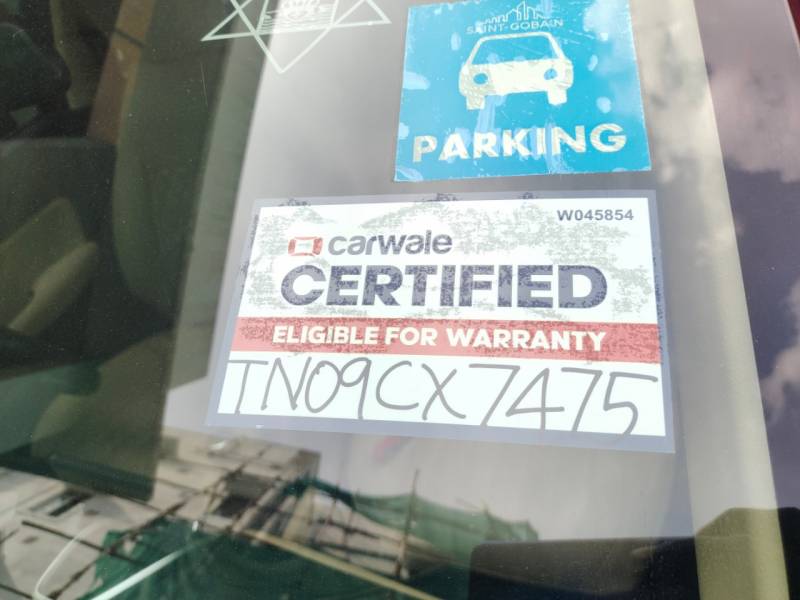 SAINT-GOBAIN
PARKING
W045854
carwale
CERTIFIED
ELIGIBLE FOR WARRANTY
TN09CX7475